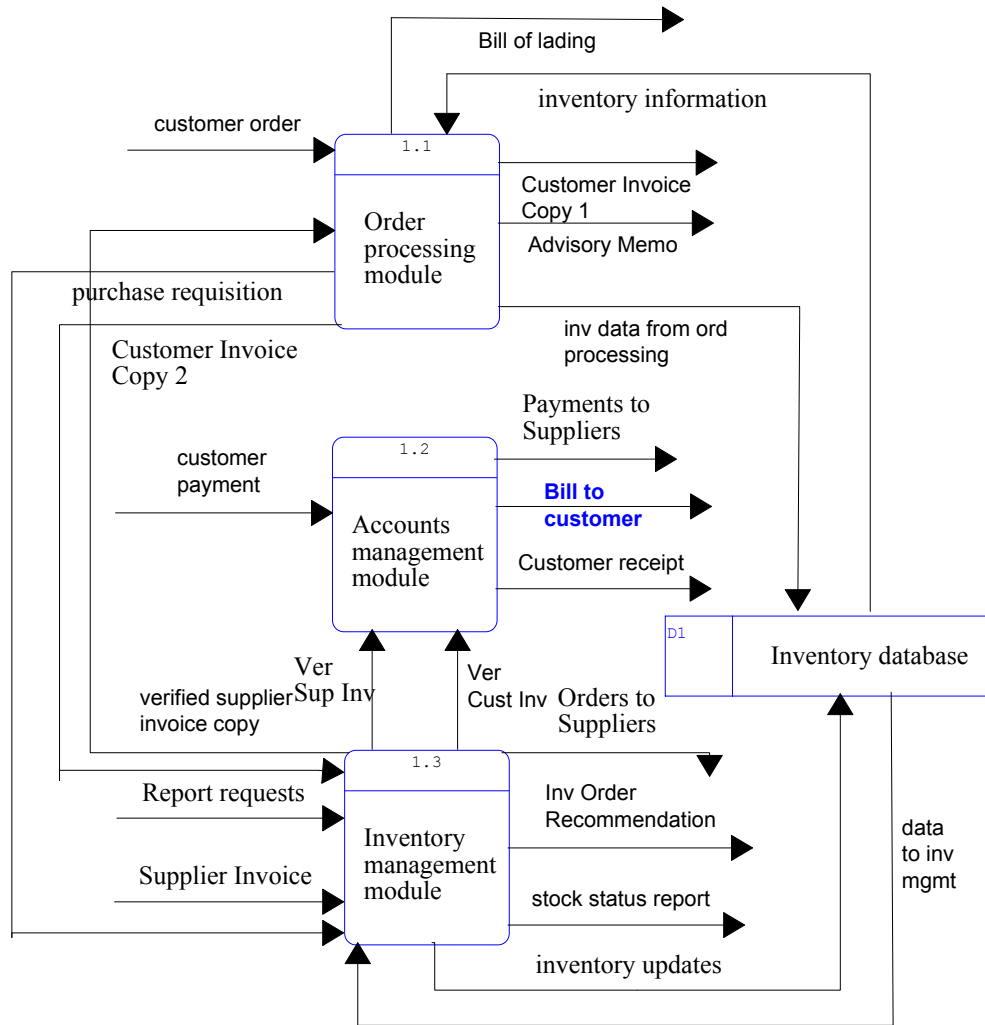 Bill of lading
inventory information
customer order
1.1
Customer Invoice
Copy 1
Order
processing
module
Advisory Memo
purchase requisition
inv data from ord
processing
Customer Invoice
Copy 2
Payments to
Suppliers
1.2
customer
payment
Bill to
customer
Accounts
management
module
Customer receipt
D1
Inventory database
Ver
Sup Inv
Ver
Cust Inv
verified supplier
invoice copy
Orders to
Suppliers
1.3
Report requests
Inv Order
Recommendation
Inventory
management
module
data
to inv
mgmt
Supplier Invoice
stock status report
inventory updates